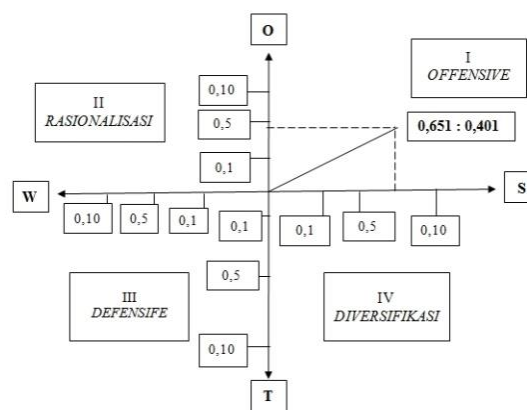 O
I
OFFENSIVE
II
RASIONALISASI
0,10
0,5
0,651 : 0,401
0,1
W
S
0,10
0,5
0,1
0,1
0,1
0,5
0,10
0,5
III
DEFENSIFE
IV
DIVERSIFIKASI
0,10
T